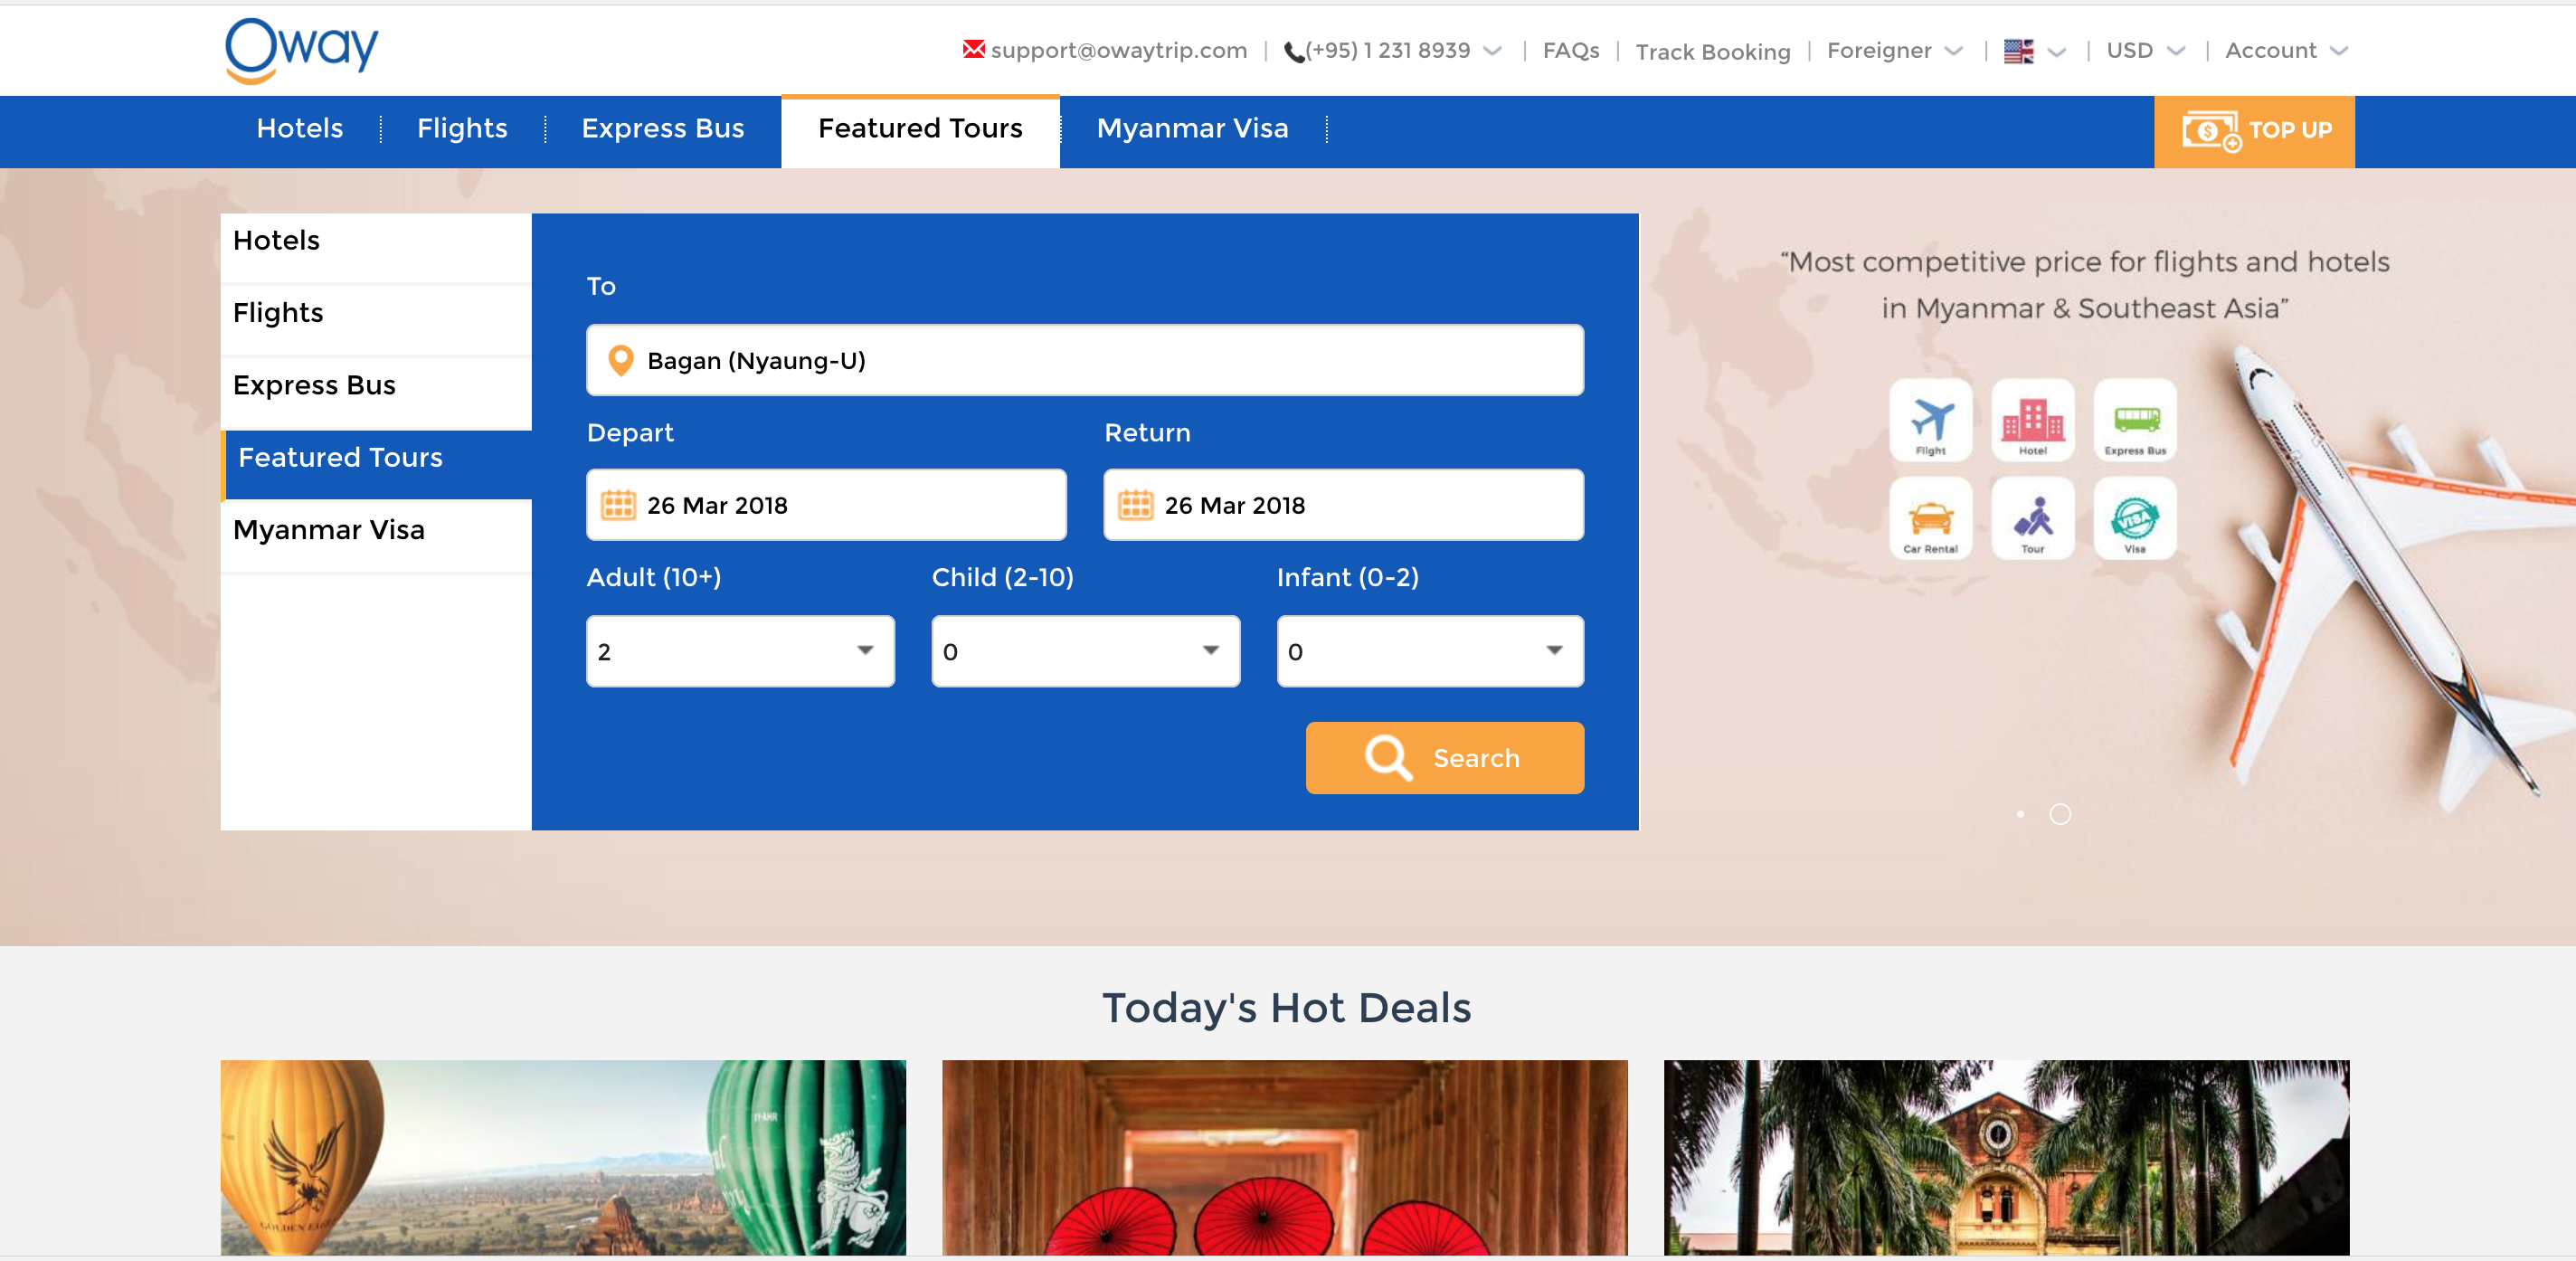 Oway
support@owaytrip.com | (+95) 1 231 8939 | FAQs | Track Booking | Foreigner | | USD | Account
Hotels
Flights
Express Bus
Featured Tours
Myanmar Visa
TOP UP
Hotels
Flights
Express Bus
Featured Tours
Myanmar Visa
To
Bagan (Nyaung-U)
Depart
Return
26 Mar 2018
26 Mar 2018
Adult (10+)
Child (2-10)
Infant (0-2)
2
0
0
Search
“Most competitive price for flights and hotels
in Myanmar & Southeast Asia”
Flight
Hotel
Express Bus
Car Rental
Tour
VISA
Visa
Today's Hot Deals